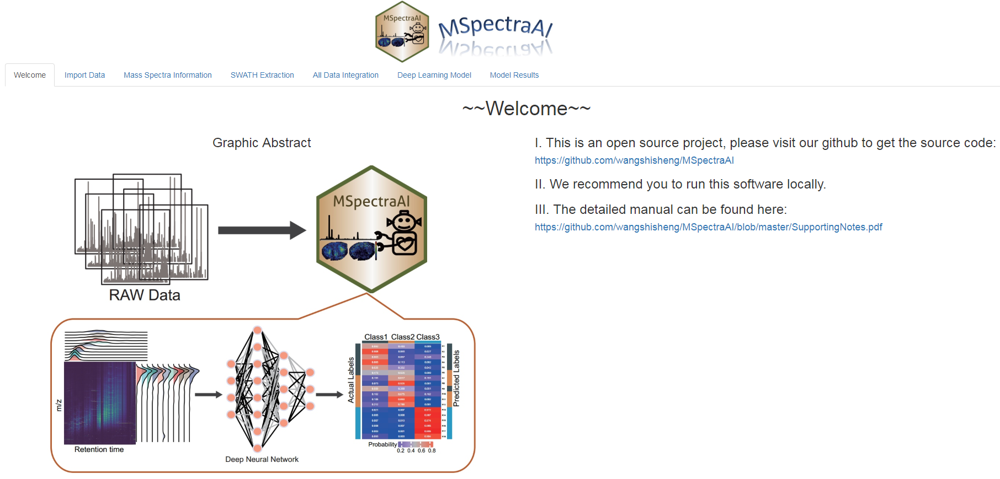 MSpectraAI
MSpectraAI
Welcome
Import Data
Mass Spectra Information
SWATH Extraction
All Data Integration
Deep Learning Model
Model Results
~~Welcome~~
Graphic Abstract
RAW Data
MSpectraAI
m/z
Retention time
Deep Neural Network
Class1 Class2 Class3
Actual Labels
Predicted Labels
Probability
0.2 0.4 0.6 0.8
I. This is an open source project, please visit our github to get the source code:
https://github.com/wangshisheng/MSpectraAI
II. We recommend you to run this software locally.
III. The detailed manual can be found here:
https://github.com/wangshisheng/MSpectraAI/blob/master/SupportingNotes.pdf